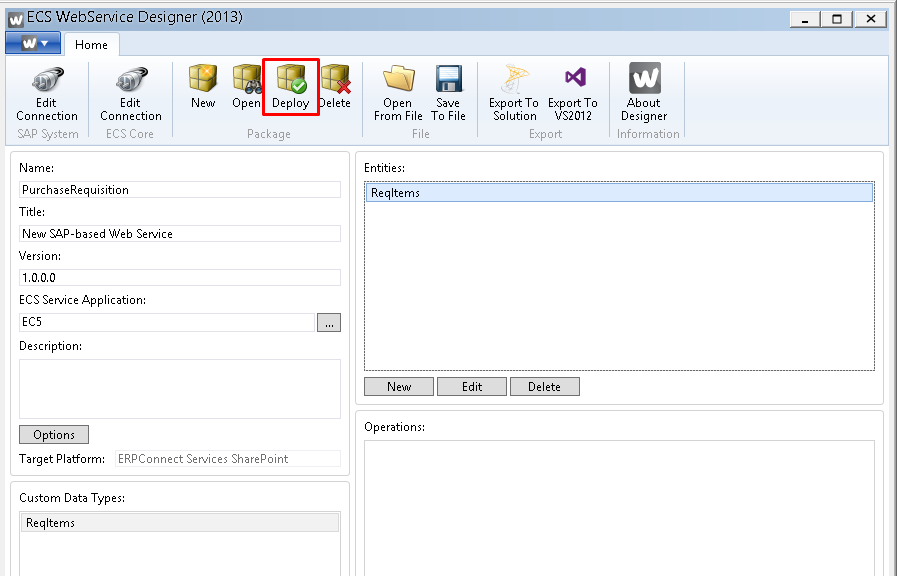 ECS WebService Designer (2013)
Home
Edit Connection
Edit Connection
New
Open
Deploy
Delete
Open From File
Save To File
Export To Solution
Export To VS2012
About Designer
SAP System
ECS Core
Package
File
Export
Information
Name:
PurchaseRequisition
Title:
New SAP-based Web Service
Version:
1.0.0.0
ECS Service Application:
EC5
...
Description:
Options
Target Platform: ERPConnect Services SharePoint
Custom Data Types:
ReqItems
Entities:
ReqItems
New
Edit
Delete
Operations: